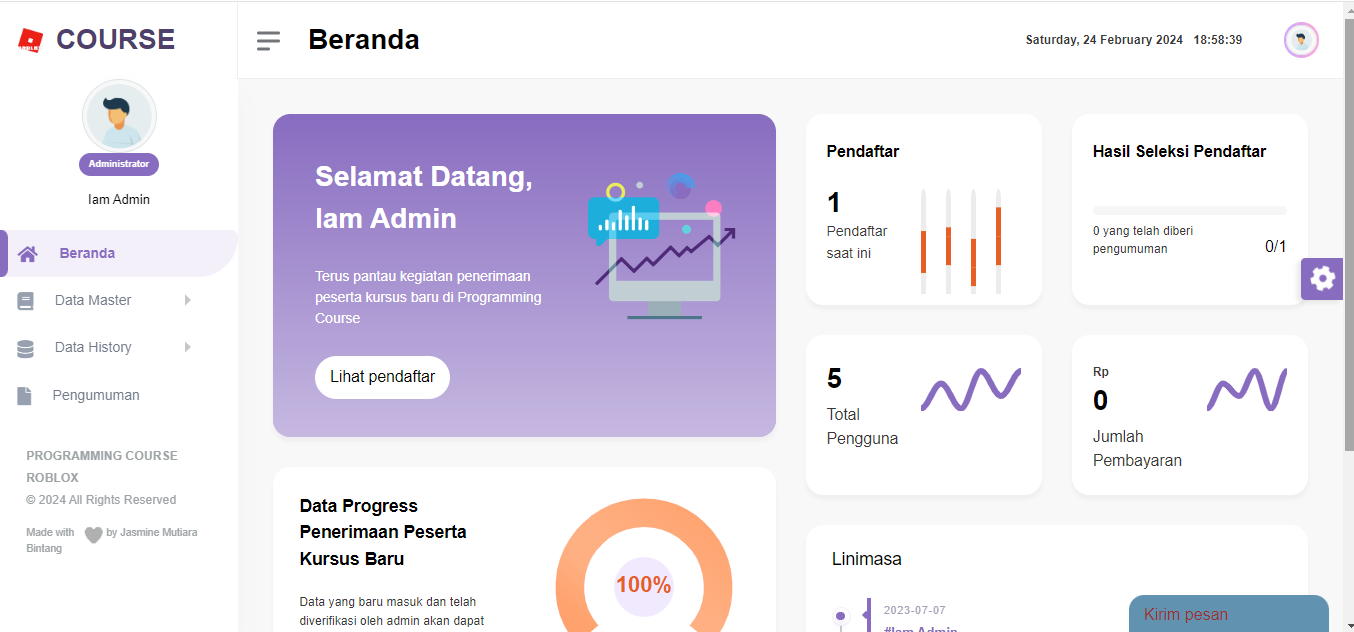 COURSE
Beranda
Saturday, 24 February 2024 18:58:39
Administrator
Iam Admin
Beranda
Data Master
Data History
Pengumuman
PROGRAMMING COURSE
ROBLOX
© 2024 All Rights Reserved
Made with by Jasmine Mutiara
Bintang
Selamat Datang,
Iam Admin
Terus pantau kegiatan penerimaan
peserta kursus baru di Programming
Course
Lihat pendaftar
Pendaftar
1
Pendaftar
saat ini
Hasil Seleksi Pendaftar
0 yang telah diberi
pengumuman
0/1
5
Total
Pengguna
Rp
0
Jumlah
Pembayaran
Data Progress
Penerimaan Peserta
Kursus Baru
Data yang baru masuk dan telah
diverifikasi oleh admin akan dapat
100%
Linimasa
2023-07-07
#Iam Admin
Kirim pesan